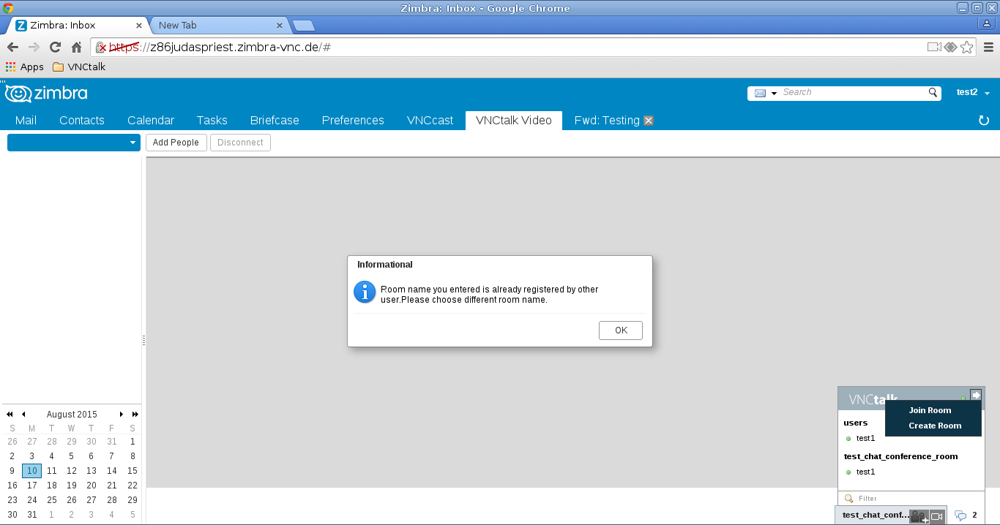 Zimbra: Inbox - Google Chrome
Zimbra: Inbox
New Tab
https://z86judaspriest.zimbra-vnc.de/#
Apps VNCtalk
zimbra
Search
test2
Mail Contacts Calendar Tasks Briefcase Preferences VNCcast VNCtalk Video Fwd: Testing
Add People Disconnect
Informational
Room name you entered is already registered by other
user.Please choose different room name.
OK
August 2015
S M T W T F S
26 27 28 29 30 31 1
2 3 4 5 6 7 8
9 10 11 12 13 14 15
16 17 18 19 20 21 22
23 24 25 26 27 28 29
30 31 1 2 3 4 5
VNCtalk
Join Room
Create Room
users
test1
test_chat_conference_room
test1
Filter
test_chat_conf...
2